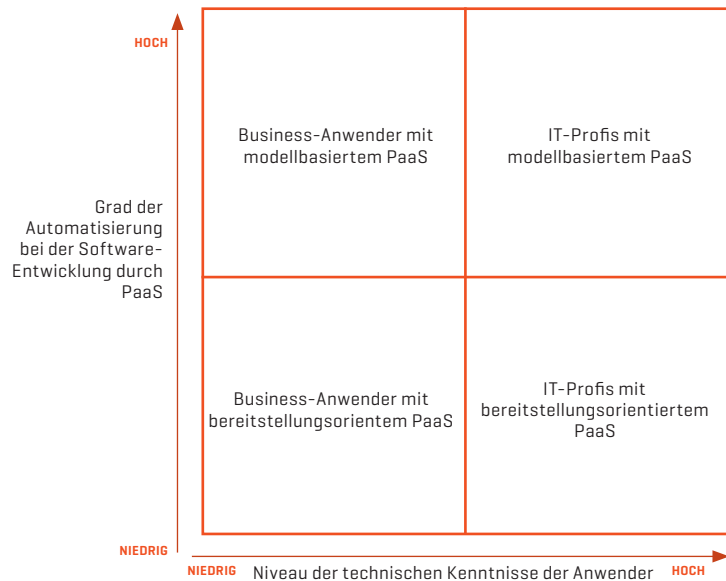 HOCH
Business-Anwender mit
modellbasiertem PaaS
IT-Profis mit
modellbasiertem PaaS
Grad der
Automatisierung
bei der Software-
Entwicklung durch
PaaS
Business-Anwender mit
bereitstellungsorientem PaaS
IT-Profis mit
bereitstellungsorientiertem
PaaS
NIEDRIG
NIEDRIG
Niveau der technischen Kenntnisse der Anwender
HOCH